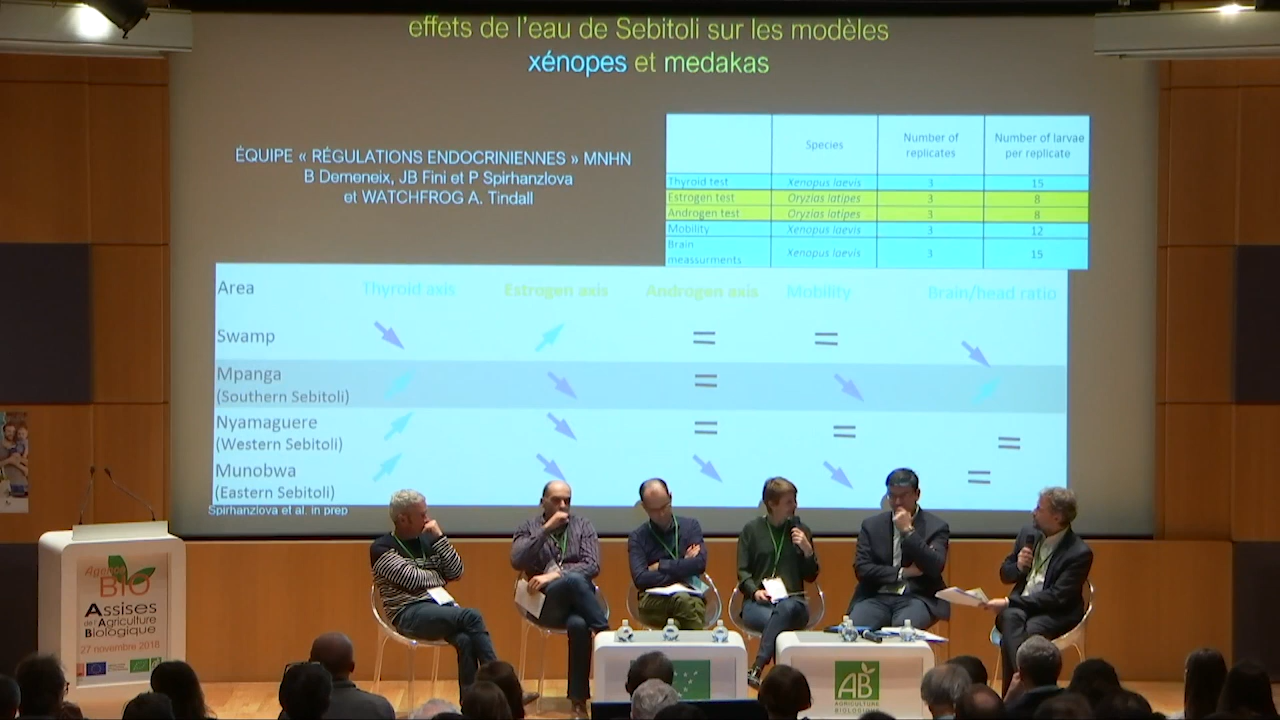 effets de l'eau de Sebitoli sur les modèles
xénopes et medakas
ÉQUIPE « RÉGULATIONS ENDOCRINIENNES » MNHN
B Demeneix, JB Fini et P Spirhanzlova
et WATCHFROG A. Tindall
Species Number of replicates Number of larvae per replicate
Thyroid test Xenopus laevis 3 15
Estrogen test Oryzias latipes 3 8
Androgen test Oryzias latipes 3 8
Mobility Xenopus laevis 3 12
Brain meassurments Xenopus laevis 3 15
Area Thyroid axis Estrogen axis Androgen axis Mobility Brain/head ratio
Swamp = =
Mpanga =
(Southern Sebitoli)
Nyamaguere = = =
(Western Sebitoli)
Munobwa =
(Eastern Sebitoli)
Spirhanzlova et al. in prep
Agence
BIO
Assises
de l'Agriculture
Biologique
27 novembre 2018
AB
AGRICULTURE
BIOLOGIQUE